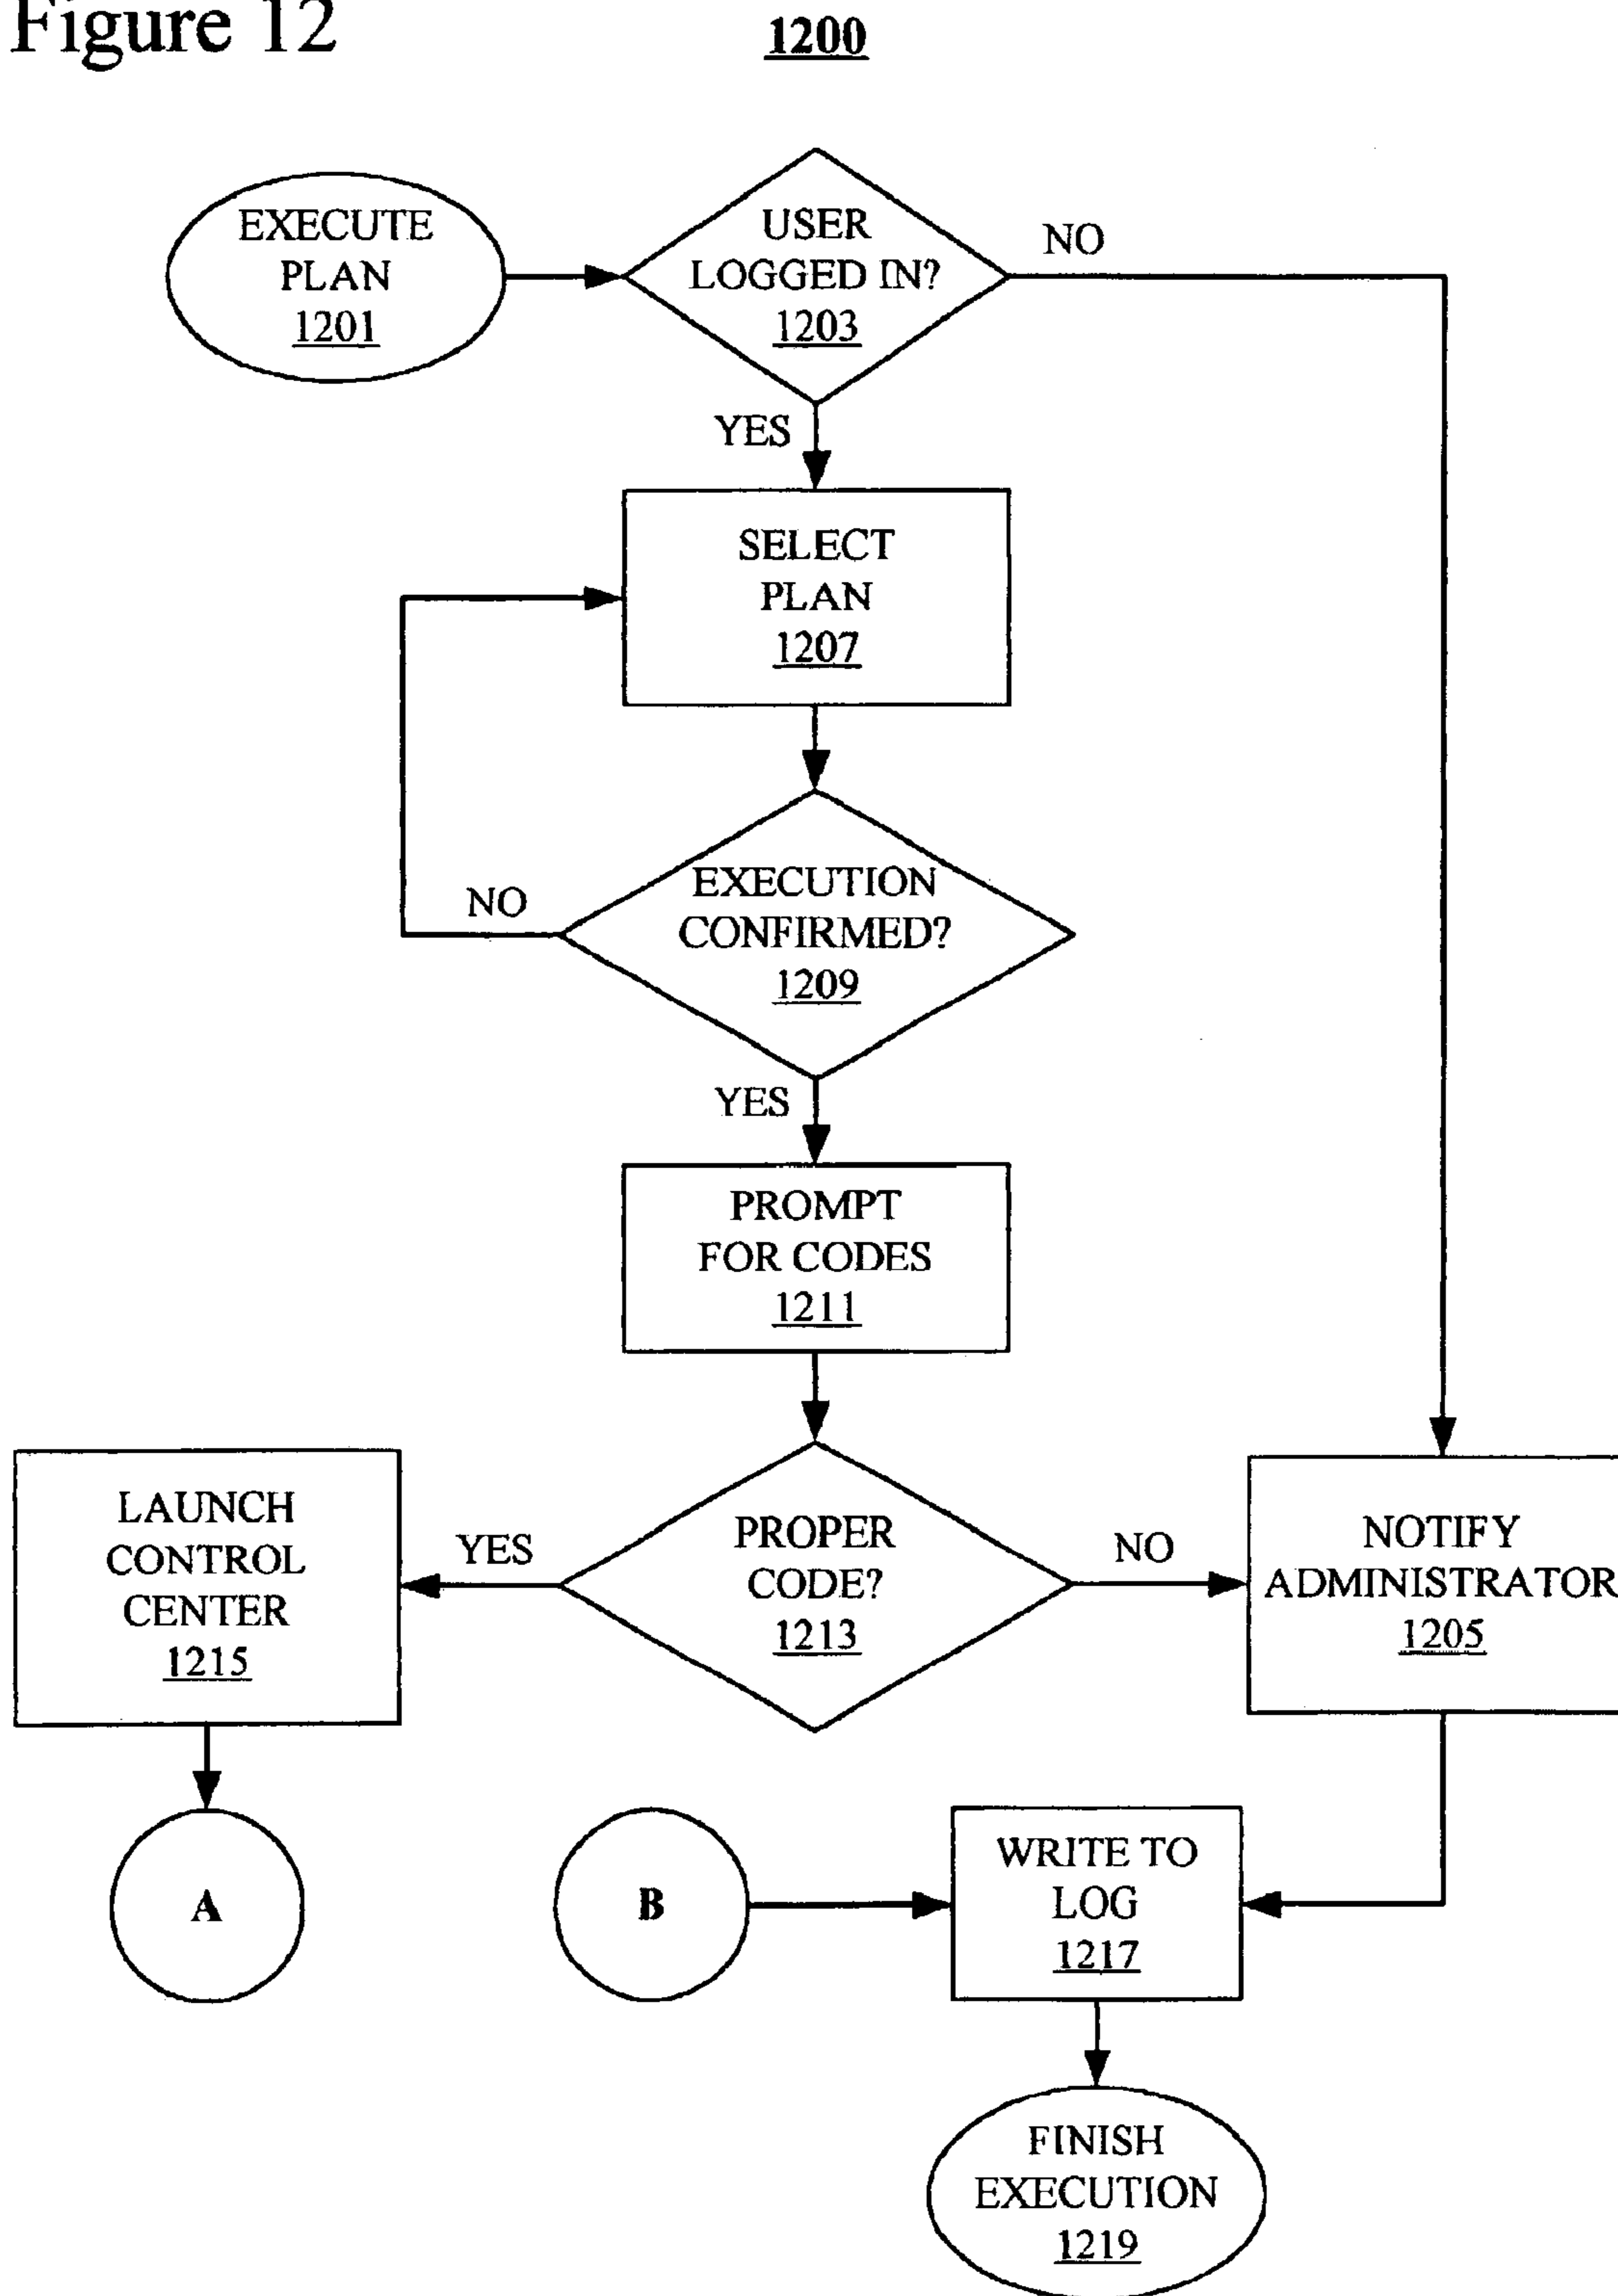 Figure 12
1200
EXECUTE
PLAN
1201
USER
LOGGED IN?
1203
NO
YES
SELECT
PLAN
1207
EXECUTION
CONFIRMED?
1209
NO
YES
PROMPT
FOR CODES
1211
LAUNCH
CONTROL
CENTER
1215
YES
PROPER
CODE?
1213
NO
NOTIFY
ADMINISTRATOR
1205
A
B
WRITE TO
LOG
1217
FINISH
EXECUTION
1219